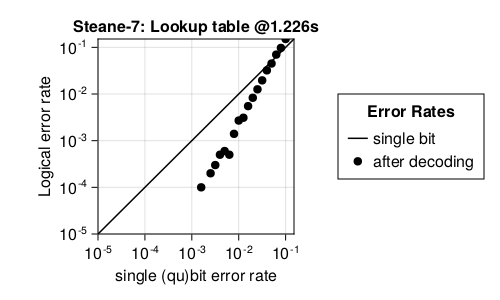 Steane-7: Lookup table @1.226s
Logical error rate
10⁻¹
10⁻²
10⁻³
10⁻⁴
10⁻⁵
10⁻⁵ 10⁻⁴ 10⁻³ 10⁻² 10⁻¹
single (qu)bit error rate
Error Rates
single bit
after decoding